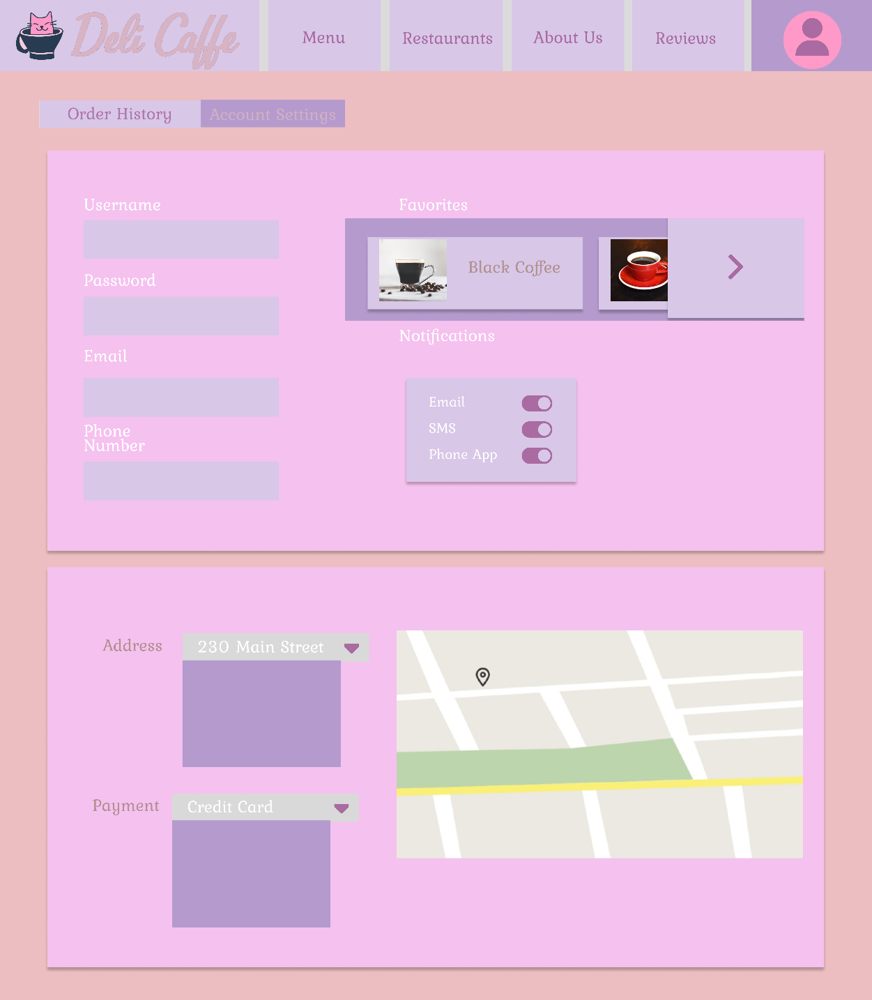 Deli Caffe
Menu
Restaurants
About Us
Reviews
Order History
Account Settings
Username
Favorites
Black Coffee
Password
Notifications
Email
Email
SMS
Phone App
Phone
Number
Address
230 Main Street
Payment
Credit Card